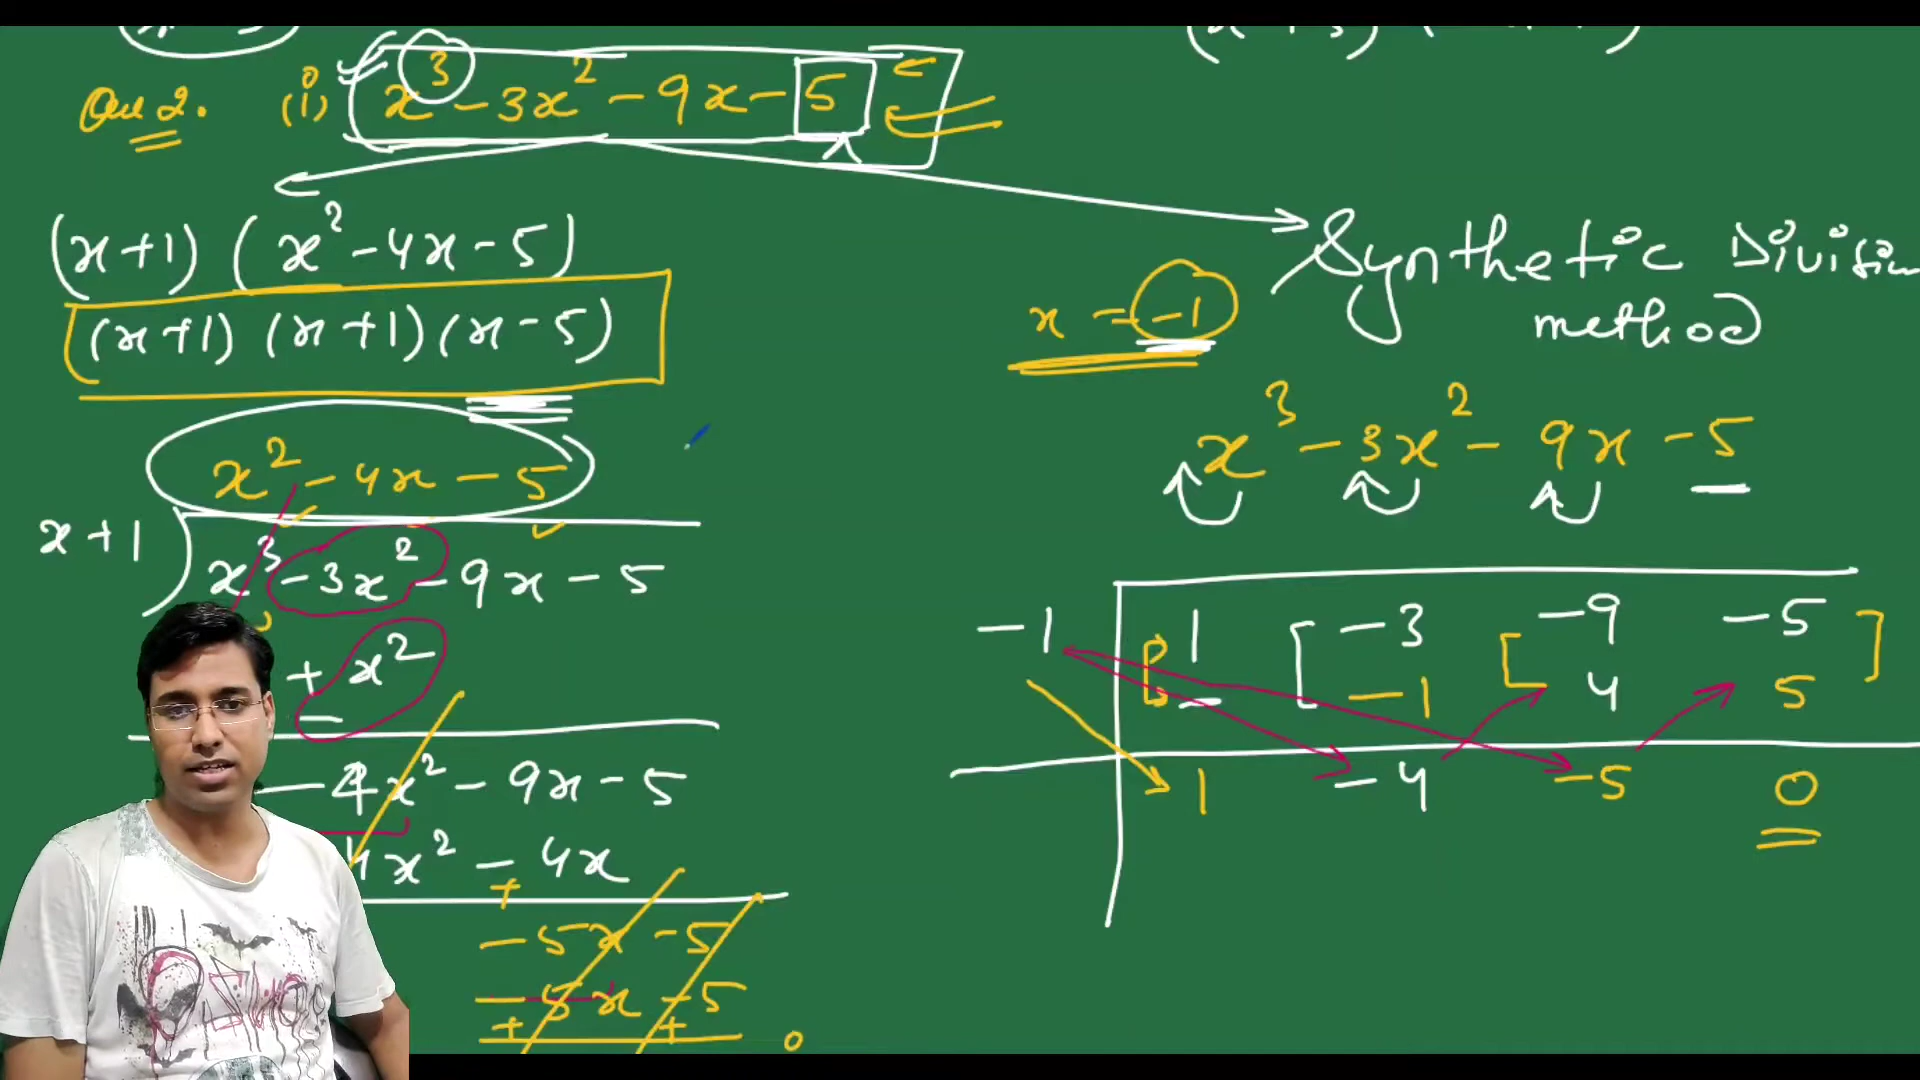 Que 2. (i) x³ - 3x² - 9x - 5
(x+1) (x² - 4x - 5)
(x+1) (x+1) (x-5)
x² - 4x - 5
x+1 ) x³ - 3x² - 9x - 5
+ x²
-
- 4x² - 9x - 5
4x² - 4x
+
- 5x - 5
- 5x - 5
+ +
0
Synthetic Division
method
x = -1
x³ - 3x² - 9x - 5
-1 1 [ -3 [ -9 -5 ]
-1 4 5
1 -4 -5 0